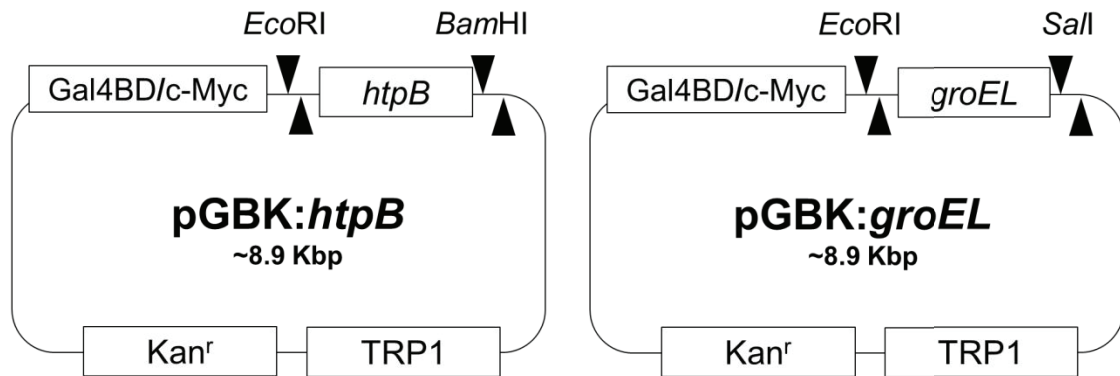 EcoRI BamHI
Gal4BD/c-Myc htpB
pGBK:htpB
~8.9 Kbp
Kanʳ TRP1
EcoRI SalI
Gal4BD/c-Myc groEL
pGBK:groEL
~8.9 Kbp
Kanʳ TRP1